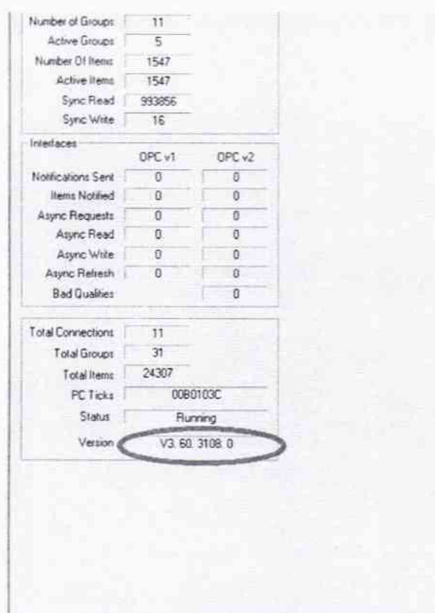 Number of Groups 11
Active Groups 5
Number Of Items 1547
Active Items 1547
Sync Read 993856
Sync Write 16
Interfaces
OPC v1 OPC v2
Notifications Sent 0 0
Items Notified 0 0
Async Requests 0 0
Async Read 0 0
Async Write 0 0
Async Refresh 0 0
Bad Qualities 0
Total Connections 11
Total Groups 31
Total Items 24307
PC Ticks 00B0103C
Status Running
Version V3. 60. 3108. 0